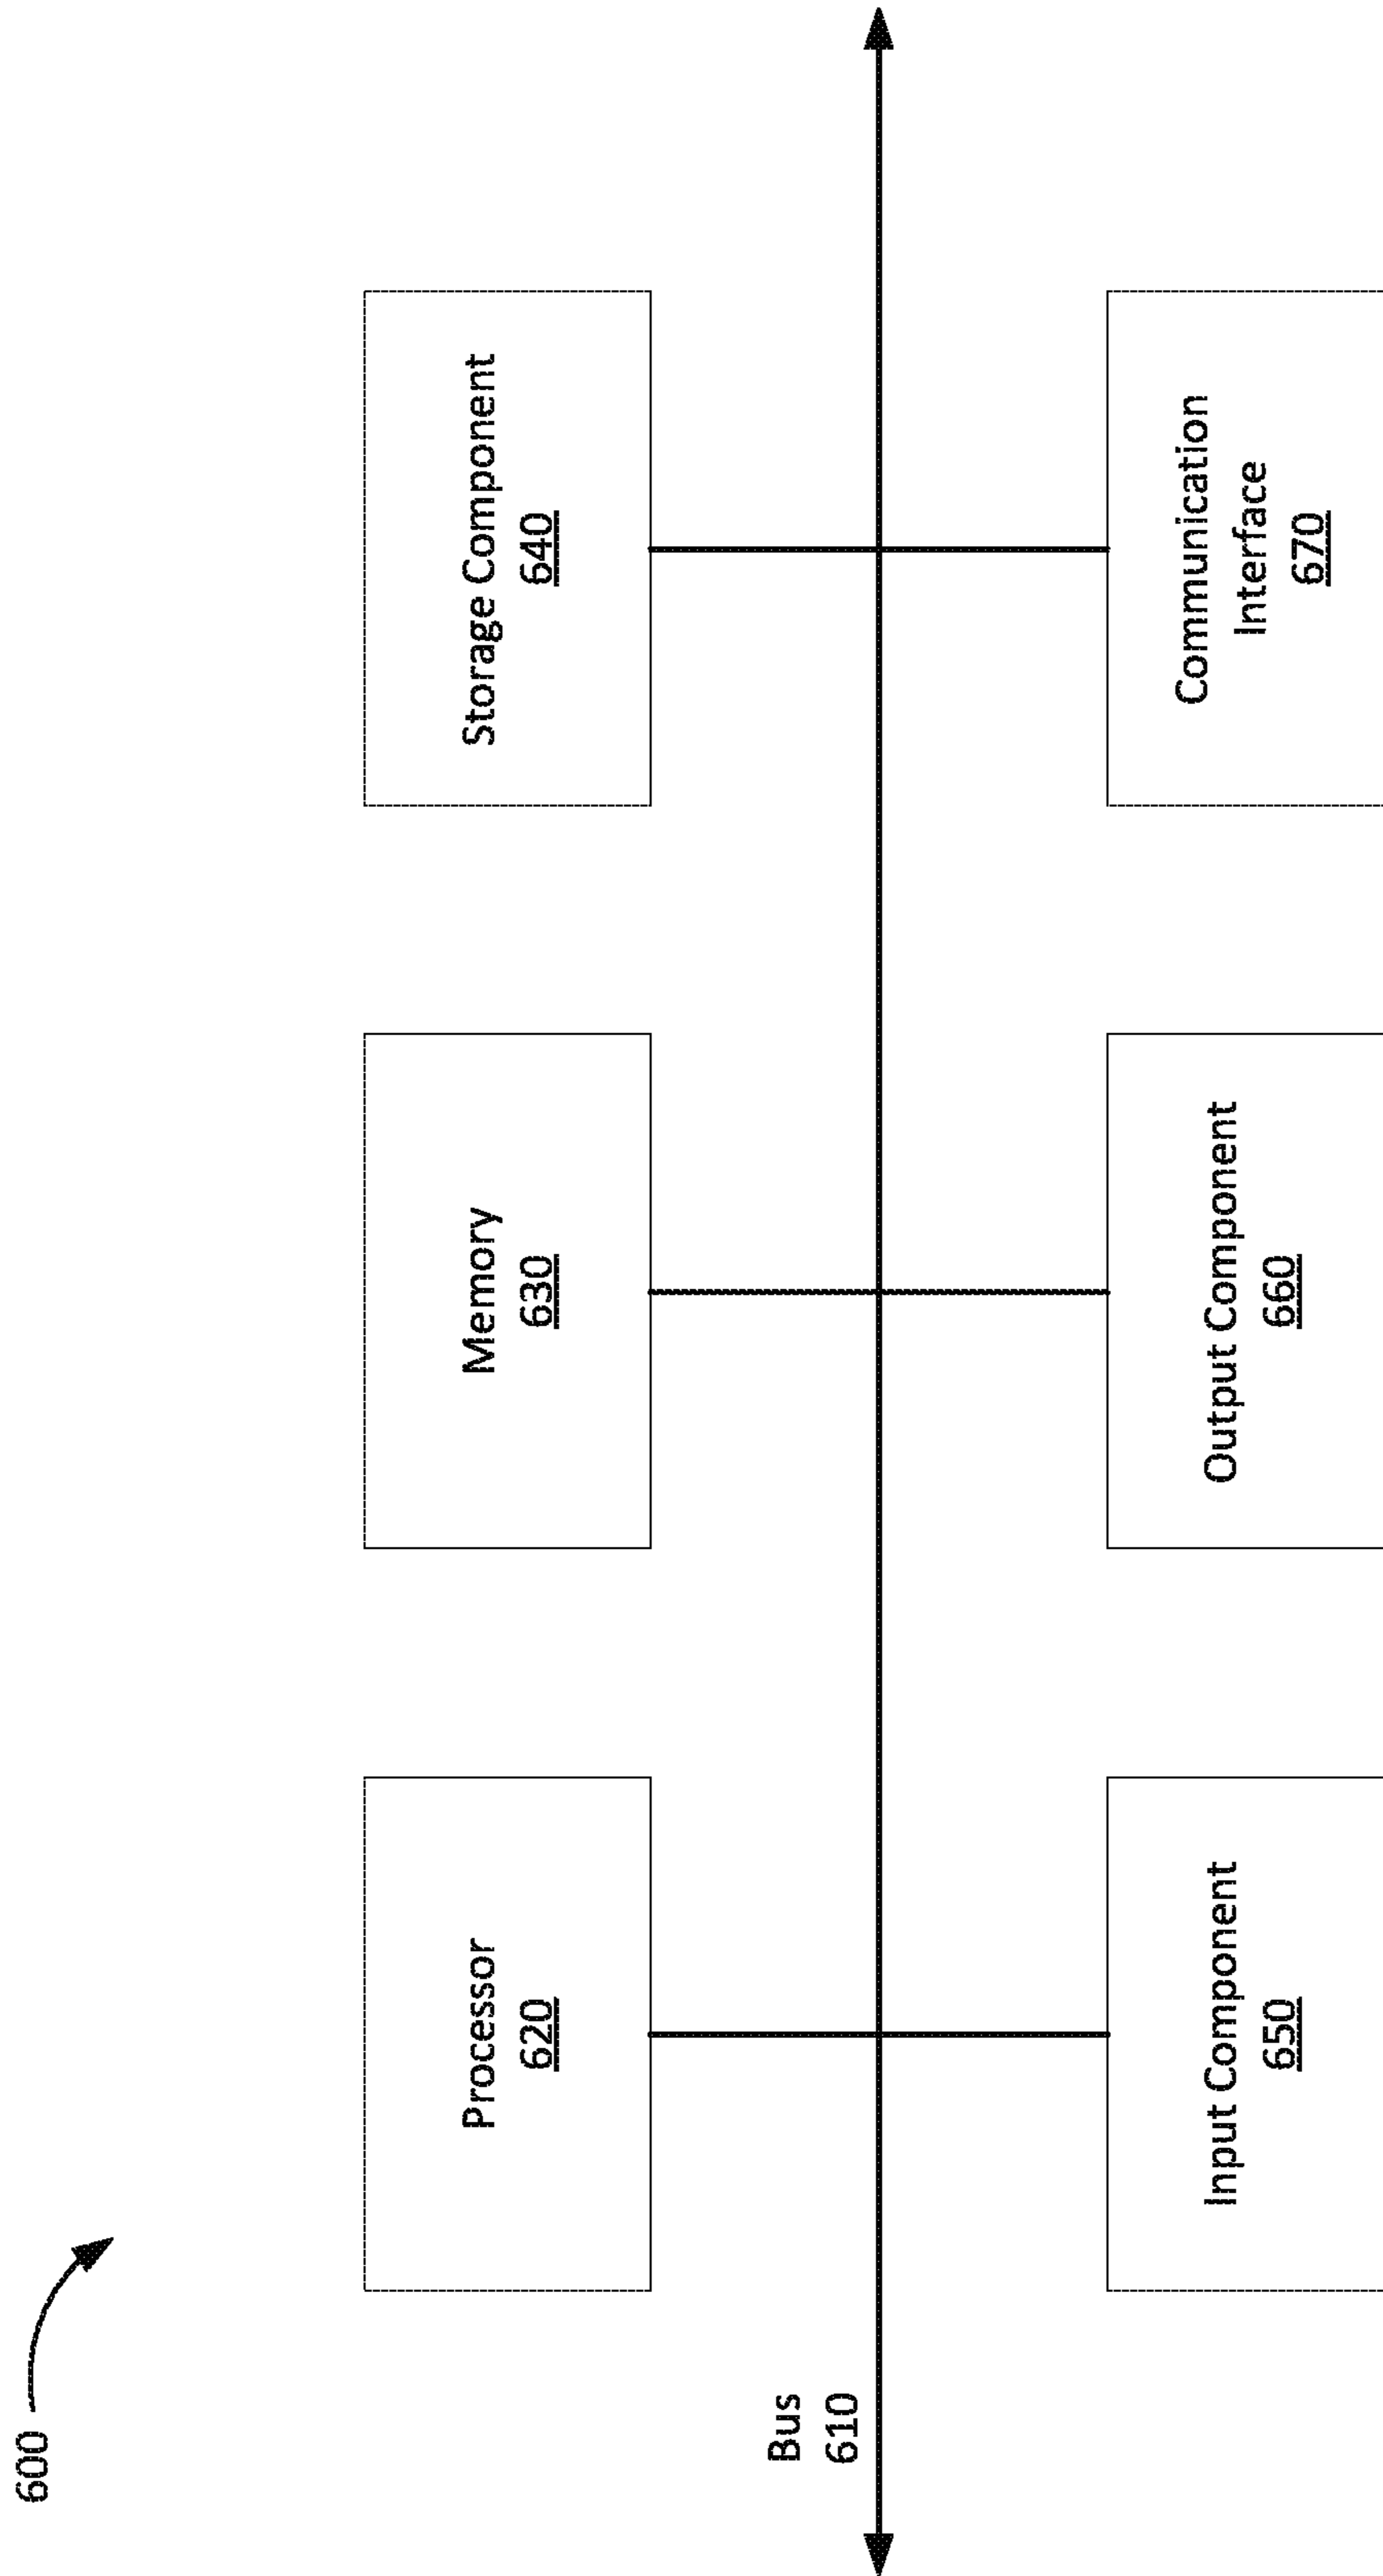 600
Processor
620
Memory
630
Storage Component
640
Bus
610
Input Component
650
Output Component
660
Communication
Interface
670